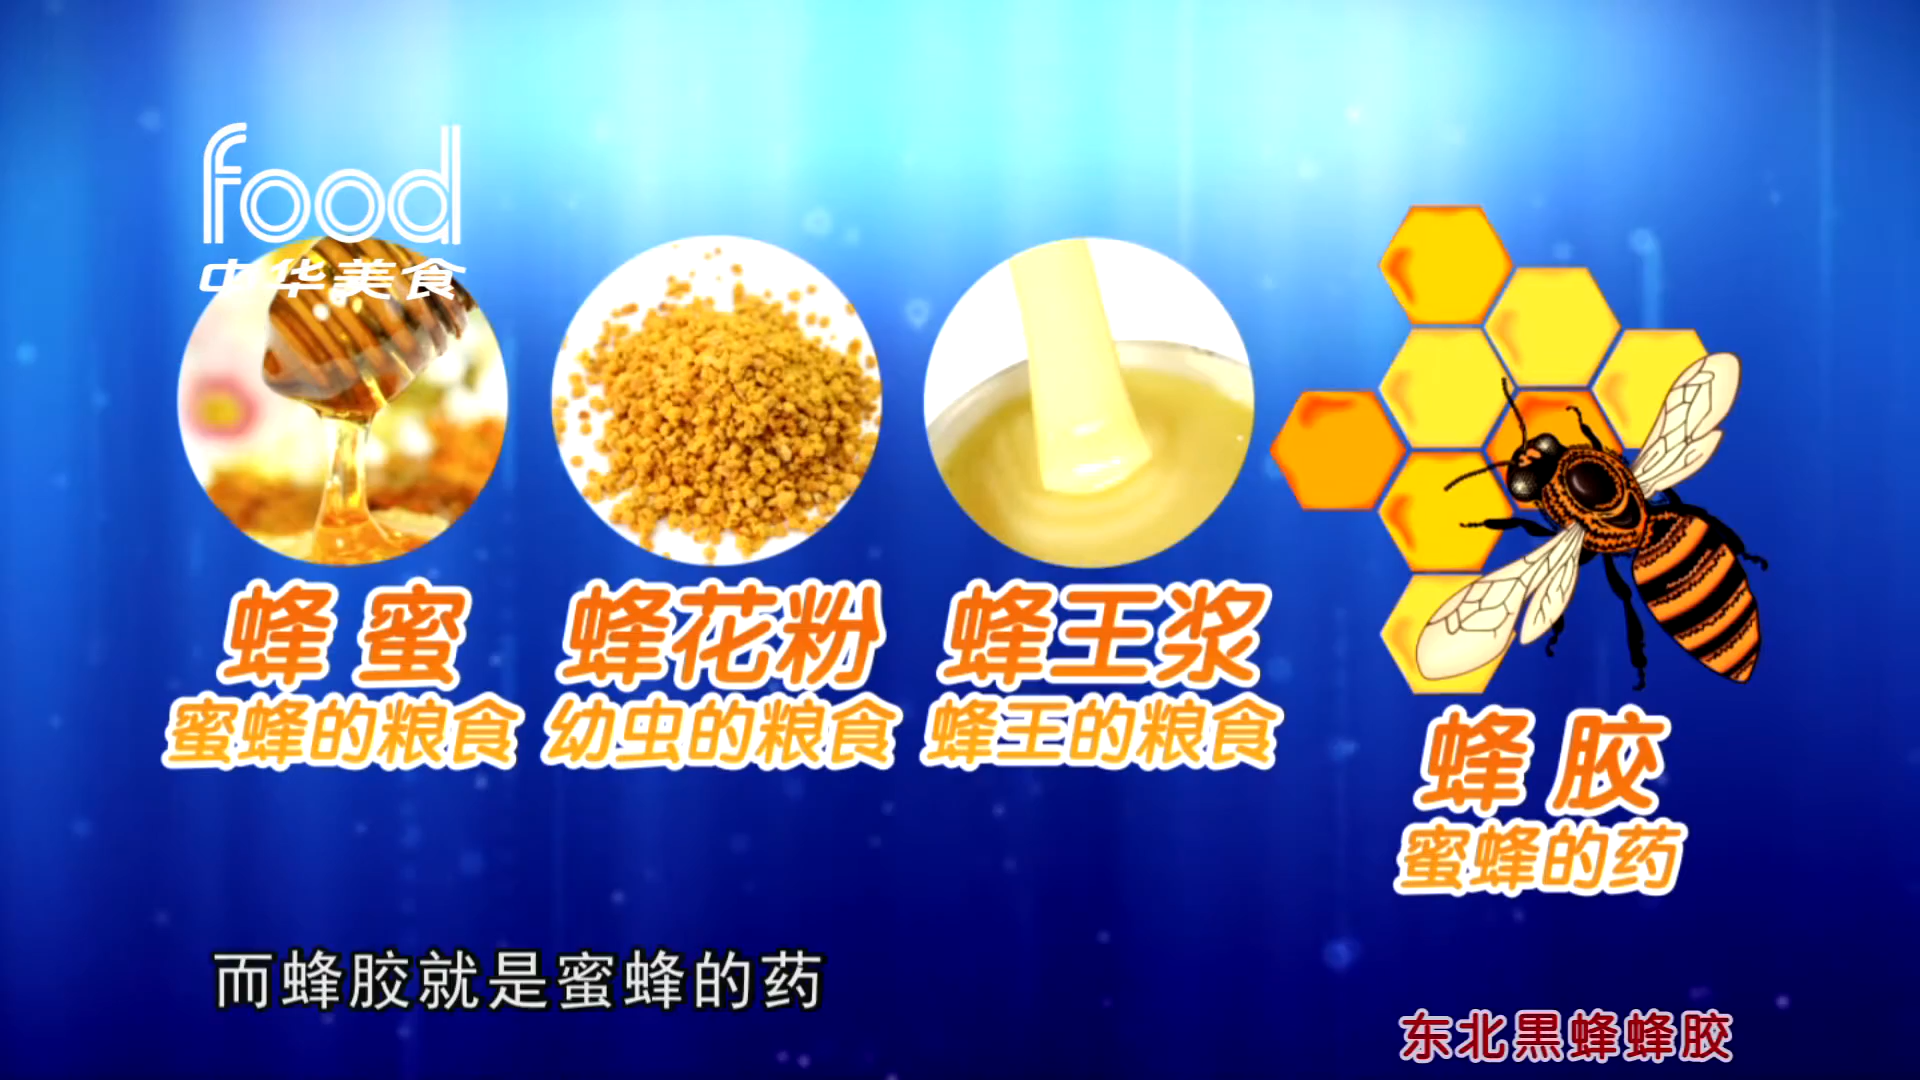 food
中华美食
蜂蜜
蜜蜂的粮食
蜂花粉
幼虫的粮食
蜂王浆
蜂王的粮食
蜂胶
蜜蜂的药
而蜂胶就是蜜蜂的药
东北黑蜂蜂胶